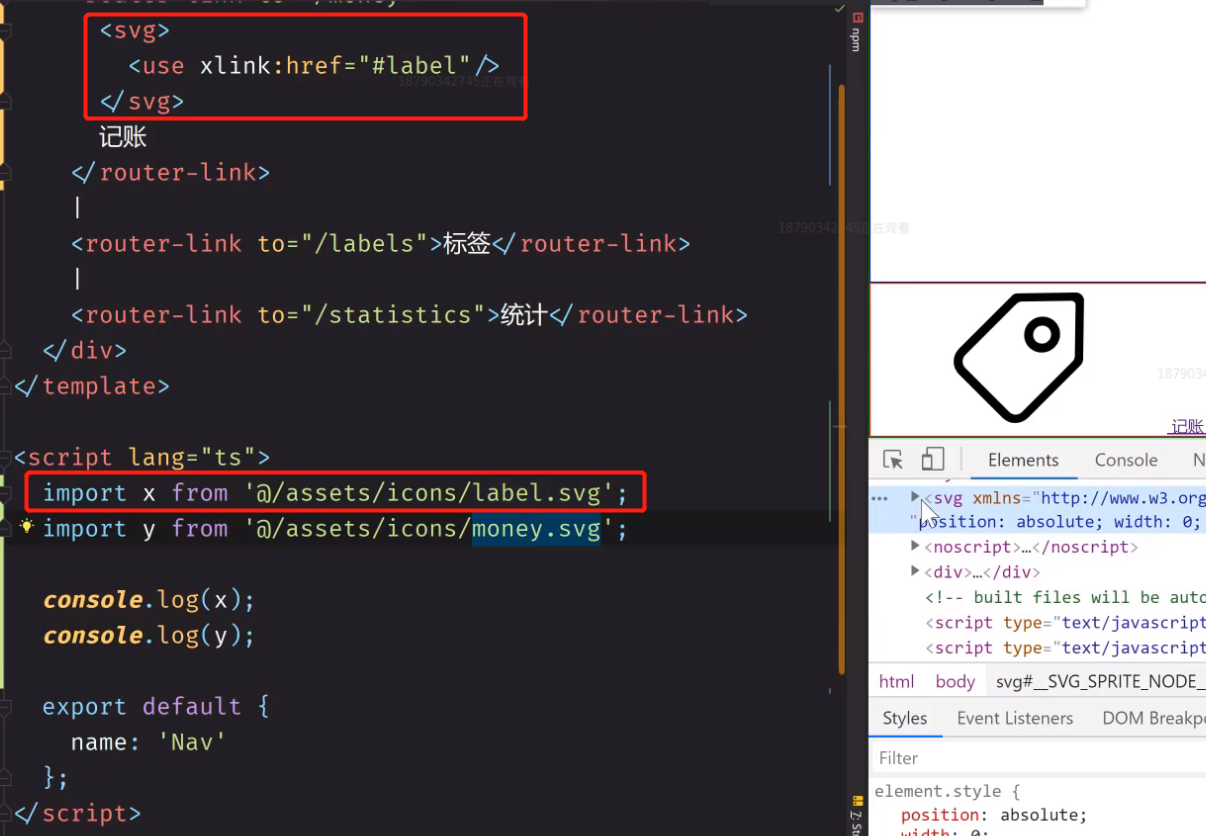 <svg>
<use xlink:href="#label"/>
</svg>
18790342745正在观看
记账
</router-link>
|
<router-link to="/labels">标签</router-link>
|
<router-link to="/statistics">统计</router-link>
</div>
</template>
<script lang="ts">
import x from '@/assets/icons/label.svg';
import y from '@/assets/icons/money.svg';
console.log(x);
console.log(y);
export default {
name: 'Nav'
};
</script>
npm
18790342745正在观看
1879034
记账
Elements Console N
<svg xmlns="http://www.w3.org
"position: absolute; width: 0;
<noscript>…</noscript>
<div>…</div>
<!-- built files will be auto
<script type="text/javascript
<script type="text/javascript
html body svg#__SVG_SPRITE_NODE__
Styles Event Listeners DOM Breakpo
Filter
element.style {
position: absolute;
width: 0;